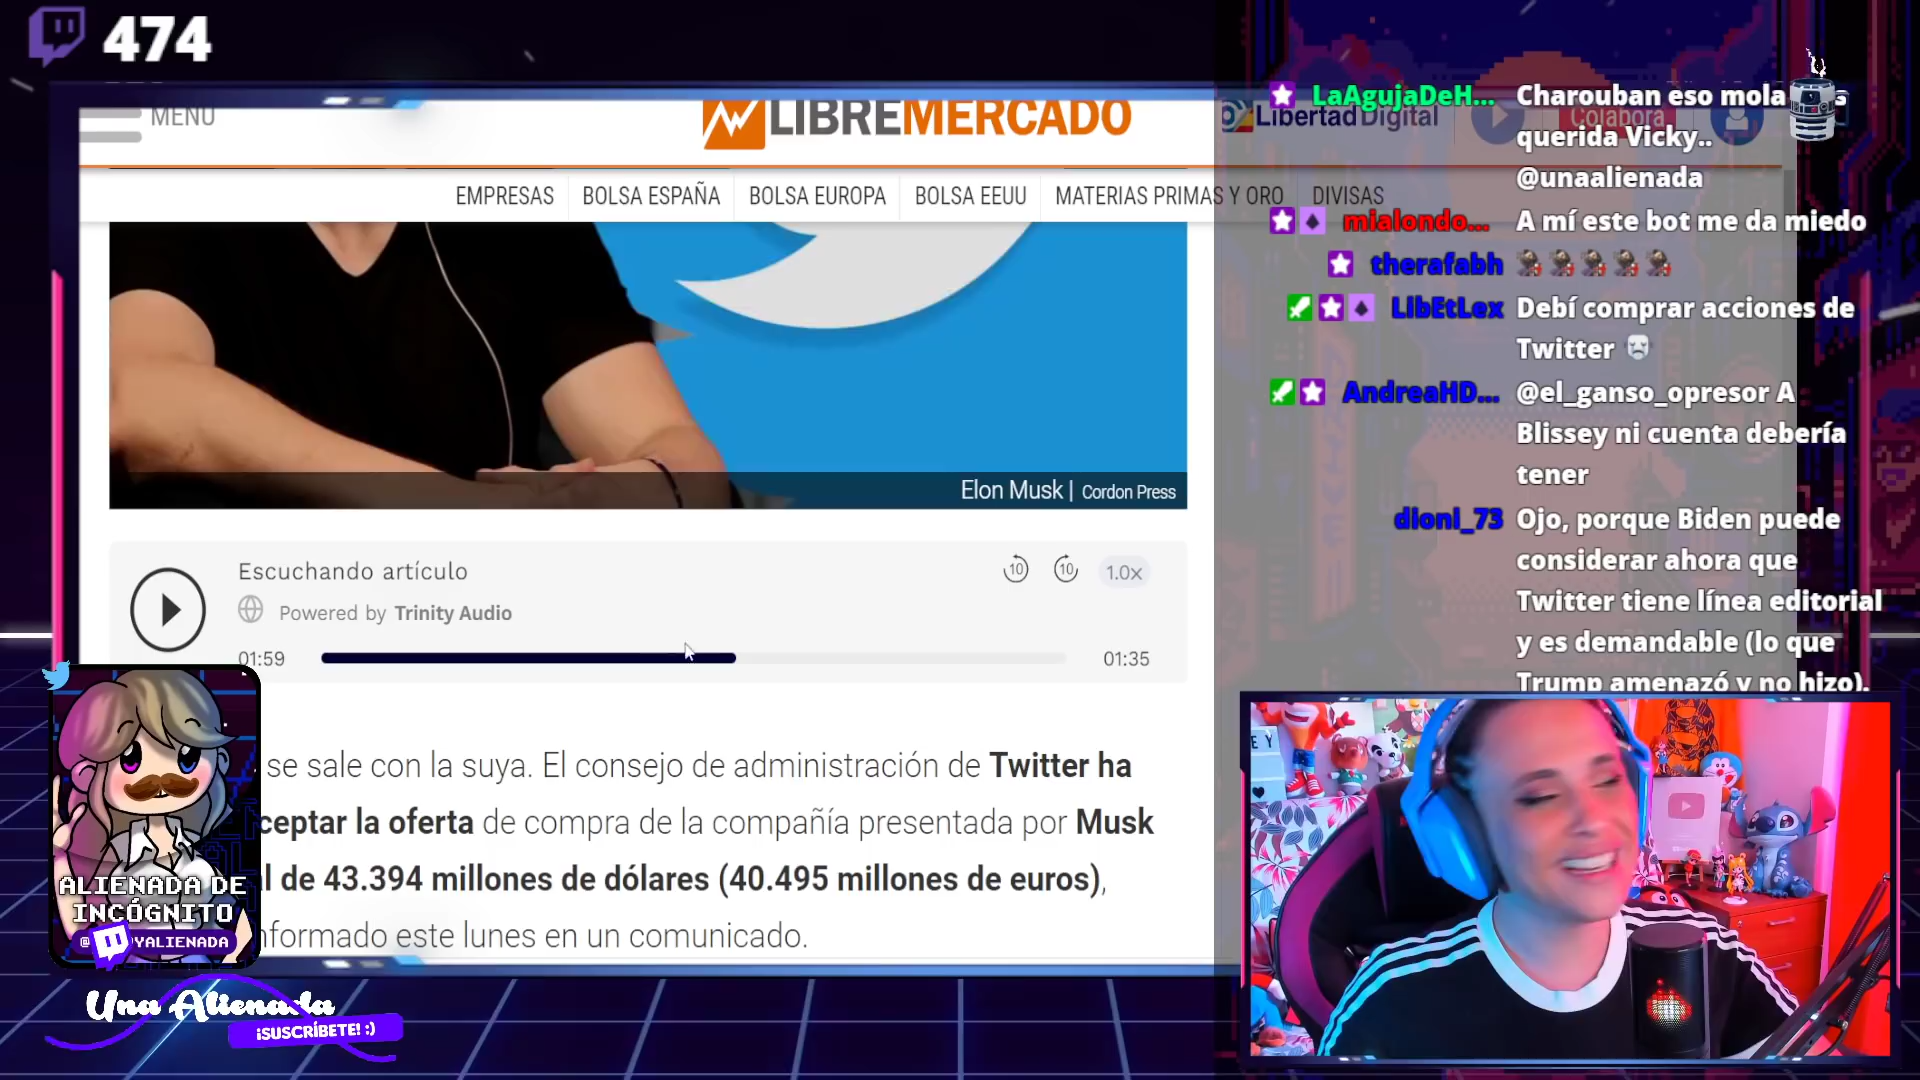 474
MENÚ
LIBREMERCADO
Libertad Digital
Colabora
EMPRESAS
BOLSA ESPAÑA
BOLSA EUROPA
BOLSA EEUU
MATERIAS PRIMAS Y ORO
DIVISAS
Elon Musk | Cordon Press
Escuchando artículo
Powered by Trinity Audio
10
10
1.0x
01:59
01:35
se sale con la suya. El consejo de administración de Twitter ha
ceptar la oferta de compra de la compañía presentada por Musk
l de 43.394 millones de dólares (40.495 millones de euros),
nformado este lunes en un comunicado.
LaAgujaDeH... Charouban eso mola
querida Vicky..
@unaalienada
mialondo... A mí este bot me da miedo
therafabh
LibEtLex Debí comprar acciones de
Twitter
AndreaHD... @el_ganso_opresor A
Blissey ni cuenta debería
tener
dioni_73 Ojo, porque Biden puede
considerar ahora que
Twitter tiene línea editorial
y es demandable (lo que
Trump amenazó y no hizo).
ALIENADA DE
INCÓGNITO
YALIENADA
Una Alienada
¡SUSCRÍBETE! :)